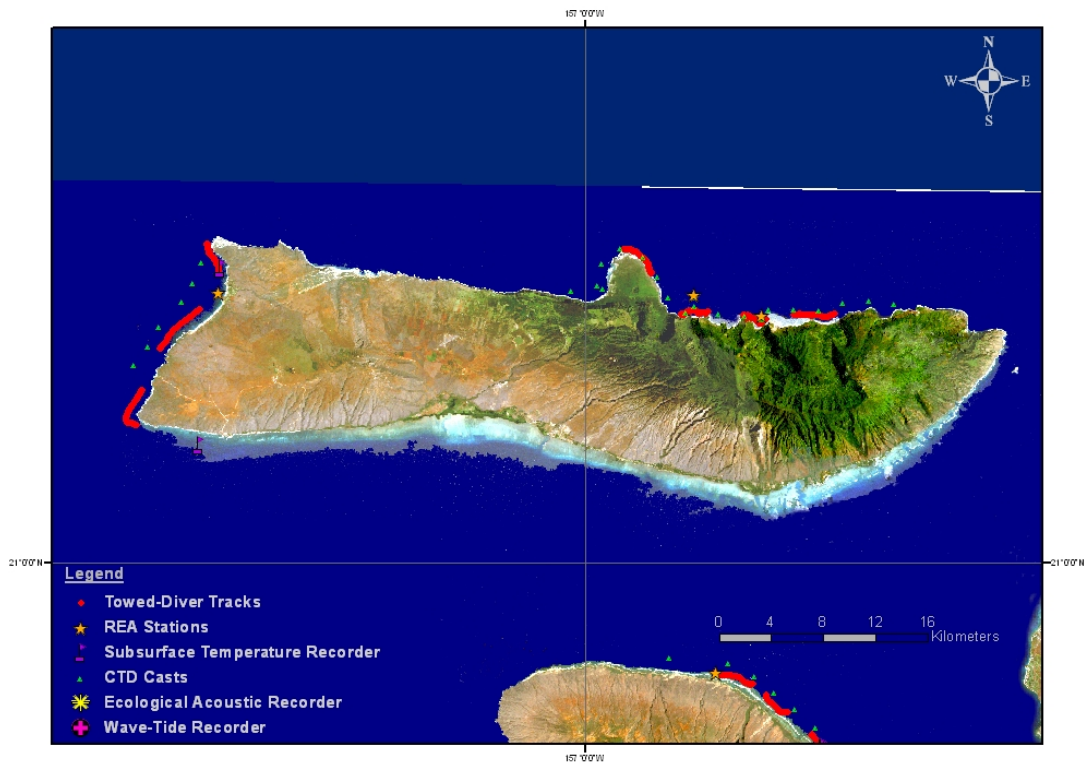 157°0'0"W
N
W E
S
21°0'0"N
21°0'0"N
Legend
Towed-Diver Tracks
REA Stations
Subsurface Temperature Recorder
CTD Casts
Ecological Acoustic Recorder
Wave-Tide Recorder
0 4 8 12 16
Kilometers
157°0'0"W